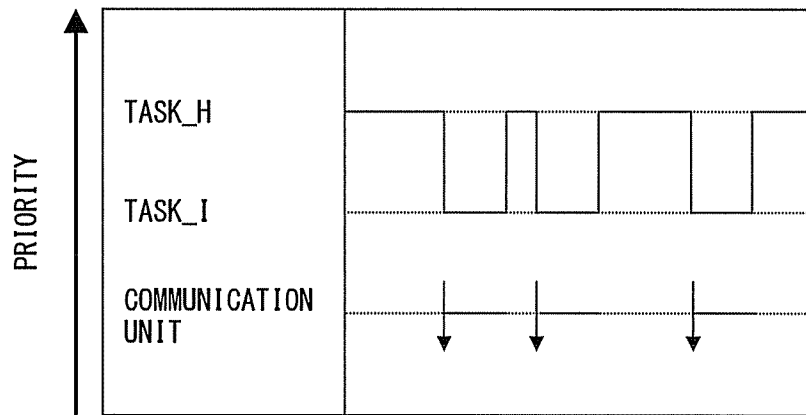 PRIORITY
TASK_H
TASK_I
COMMUNICATION
UNIT